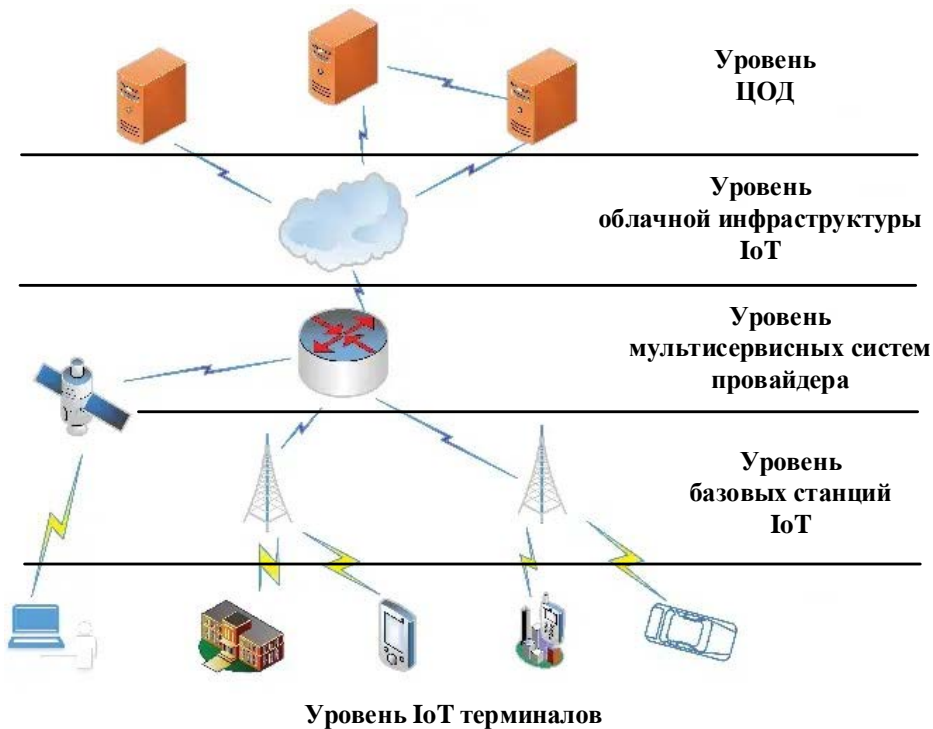 Уровень
ЦОД
Уровень
облачной инфраструктуры
IoT
Уровень
мультисервисных систем
провайдера
Уровень
базовых станций
IoT
Уровень IoT терминалов